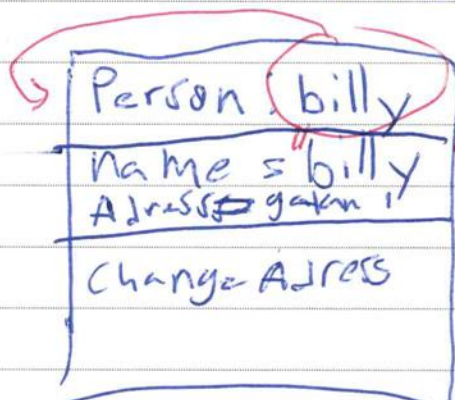 Person : billy
name = "billy
Adress = gatan 1
Change Adress